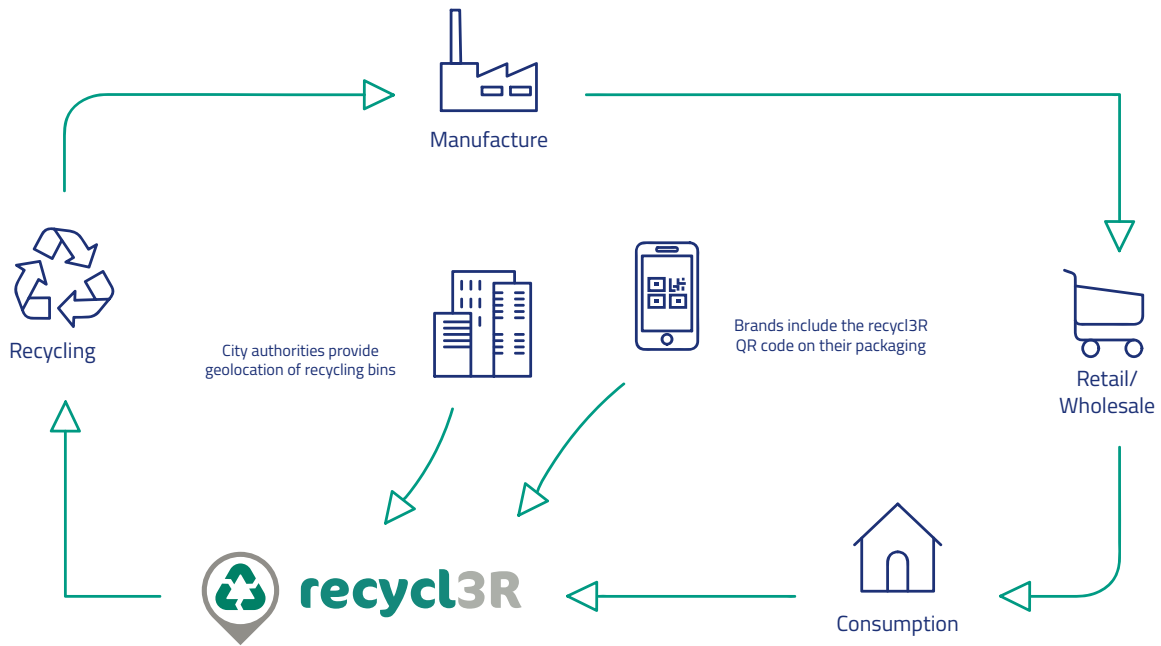 Manufacture
Recycling
City authorities provide
geolocation of recycling bins
Brands include the recycl3R
QR code on their packaging
Retail/
Wholesale
recycl3R
Consumption